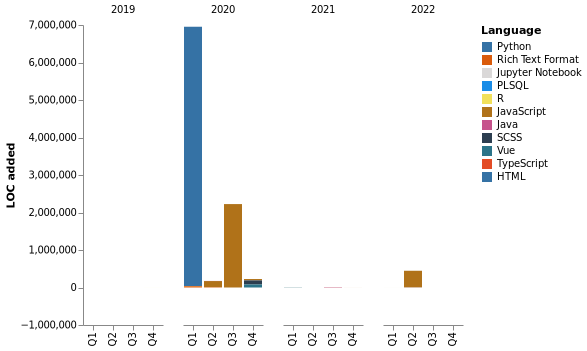 2019 2020 2021 2022
LOC added
7,000,000
6,000,000
5,000,000
4,000,000
3,000,000
2,000,000
1,000,000
0
−1,000,000
Q1 Q2 Q3 Q4 Q1 Q2 Q3 Q4 Q1 Q2 Q3 Q4 Q1 Q2 Q3 Q4
Language
Python
Rich Text Format
Jupyter Notebook
PLSQL
R
JavaScript
Java
SCSS
Vue
TypeScript
HTML